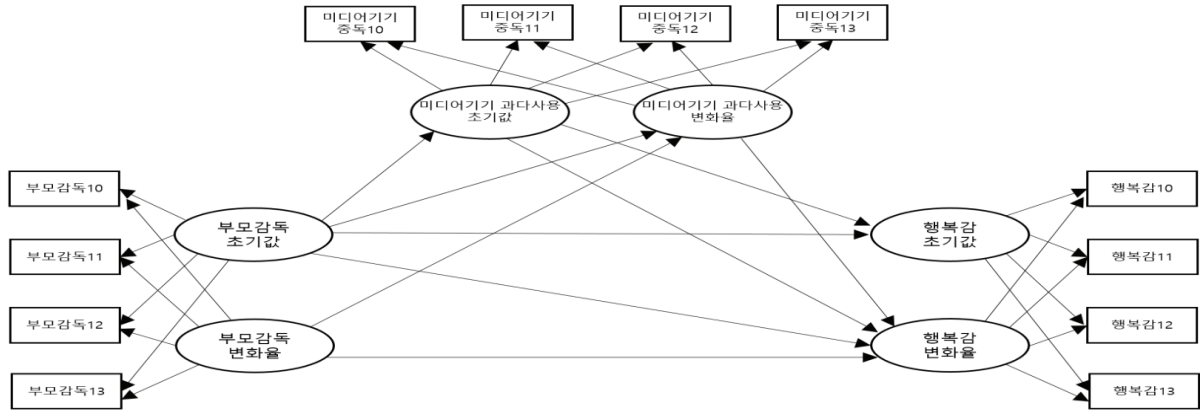 미디어기기
중독10
미디어기기
중독11
미디어기기
중독12
미디어기기
중독13
미디어기기 과다사용
초기값
미디어기기 과다사용
변화율
부모감독10
부모감독11
부모감독12
부모감독13
부모감독
초기값
부모감독
변화율
행복감
초기값
행복감
변화율
행복감10
행복감11
행복감12
행복감13